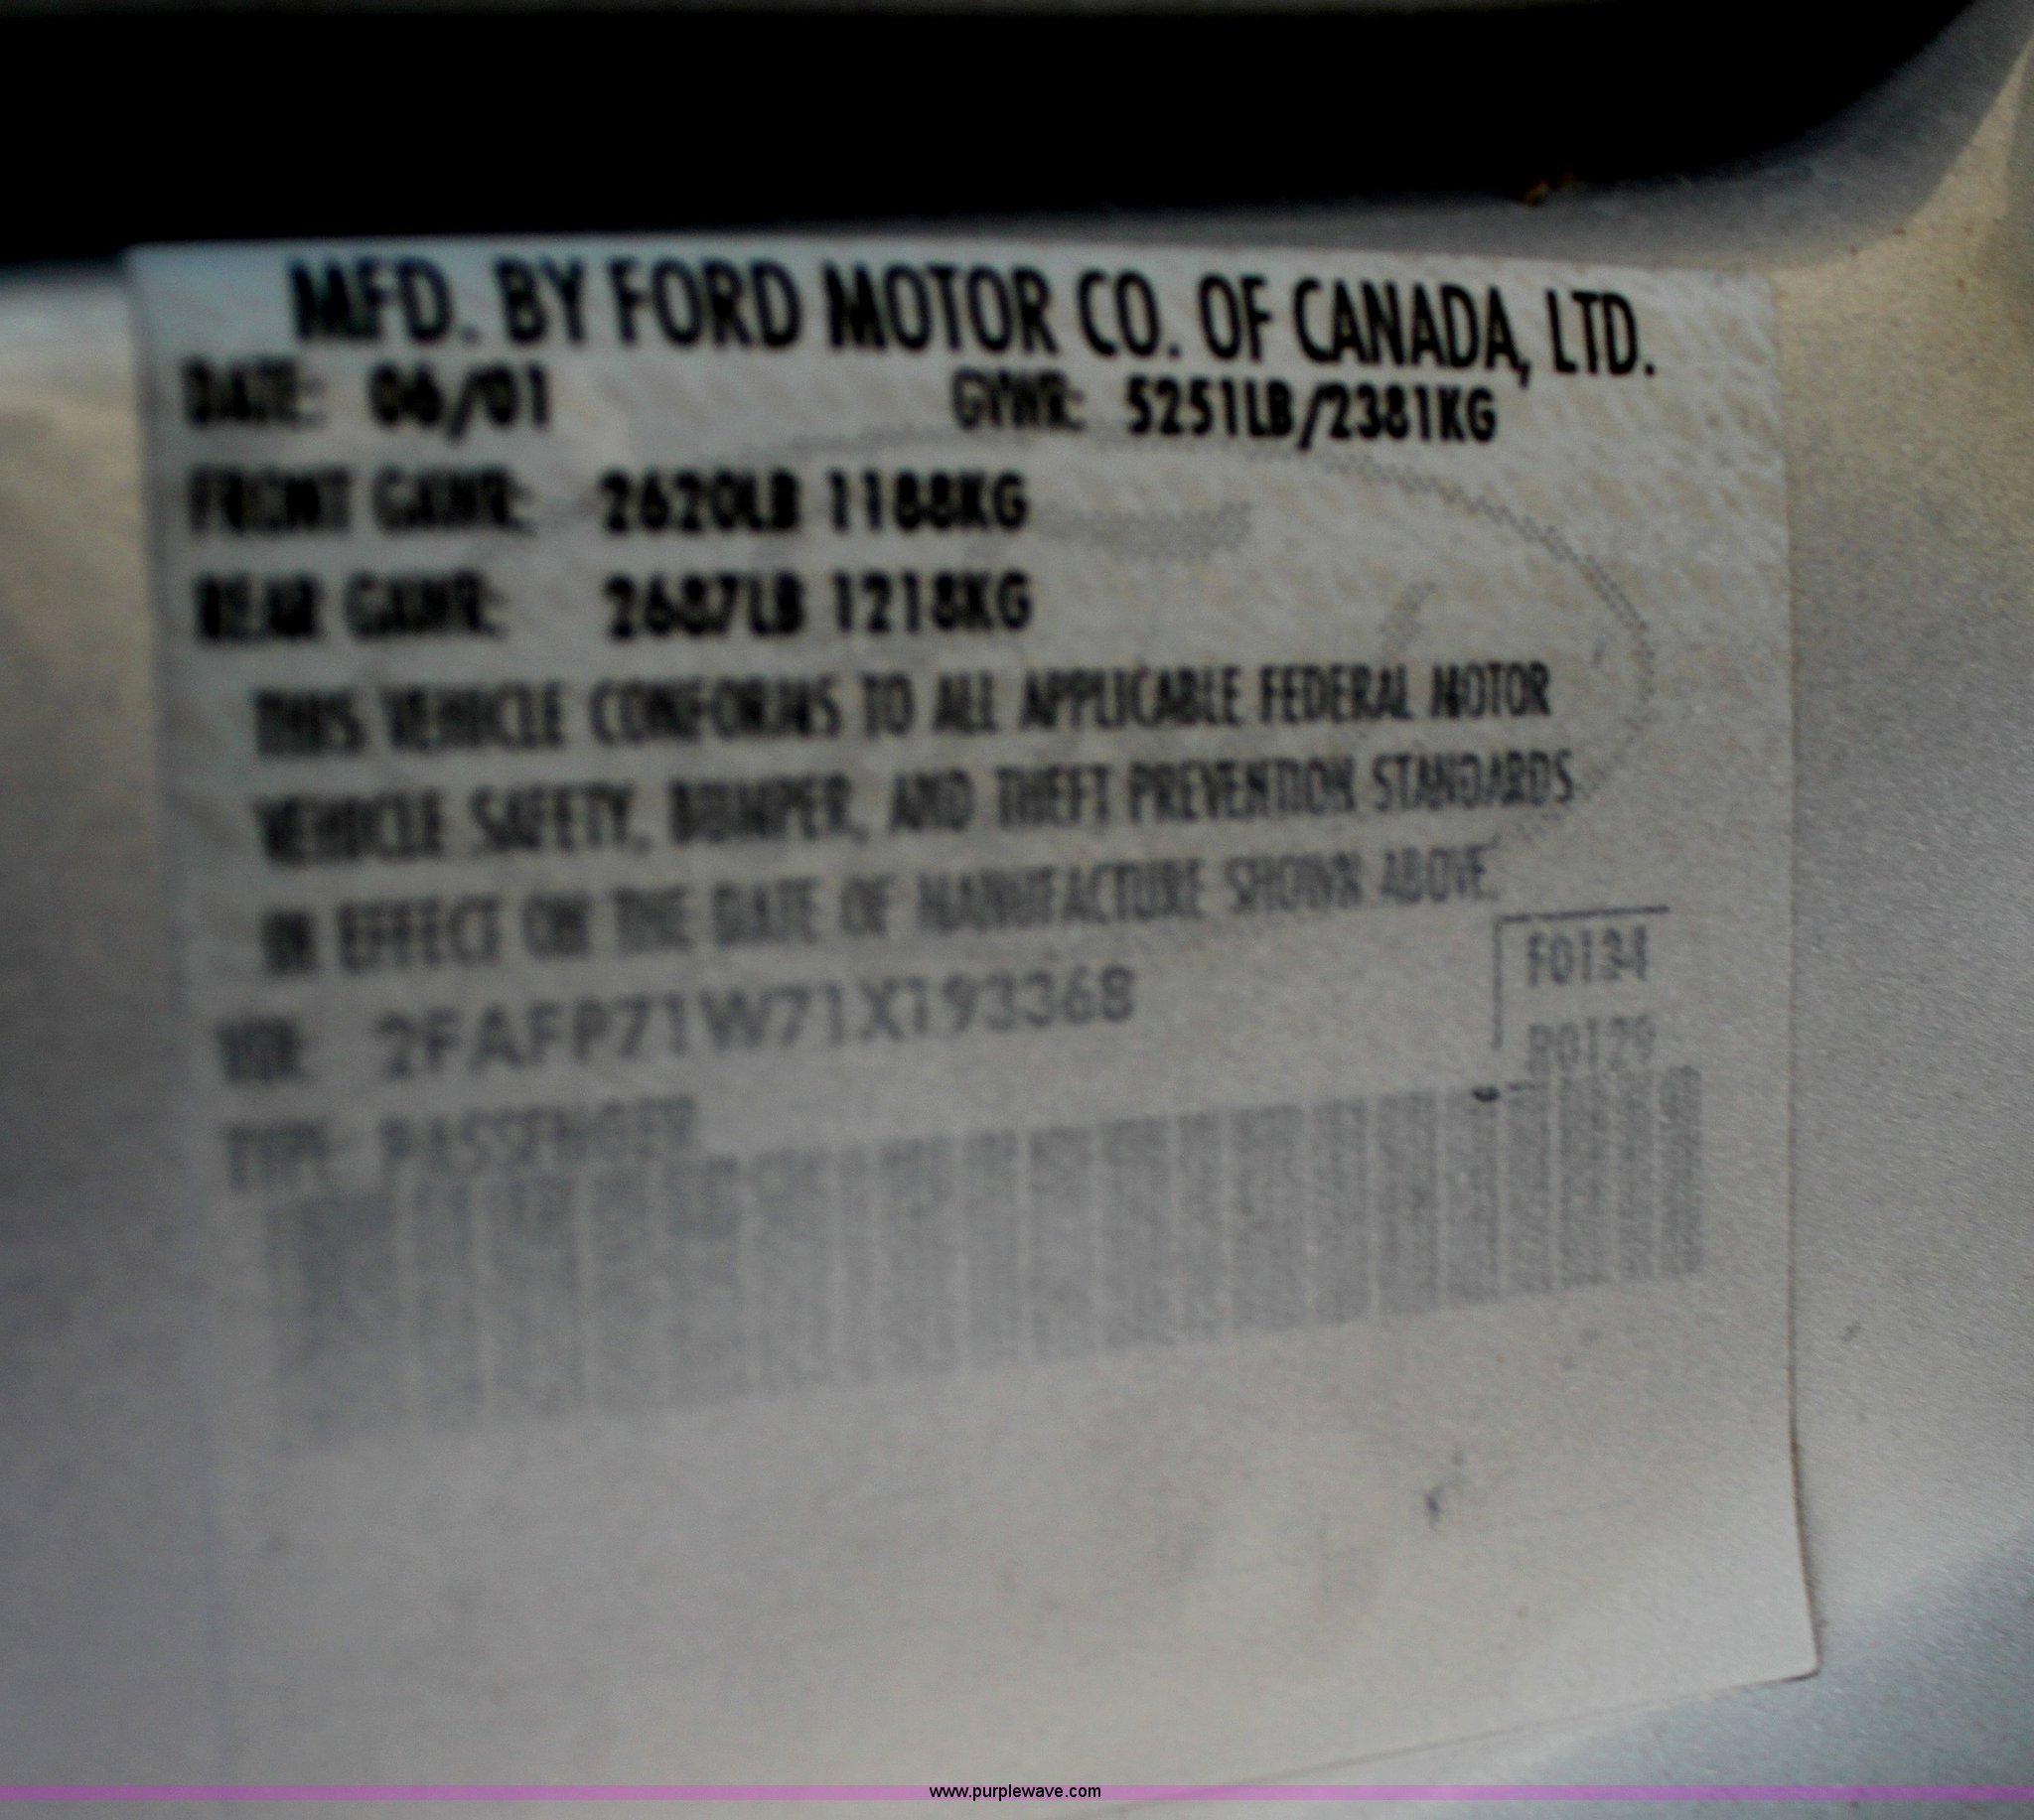 MFD. BY FORD MOTOR CO. OF CANADA, LTD.
DATE: 06/01 GVWR: 5251LB/2381KG
FRONT GAWR: 2620LB 1188KG
REAR GAWR: 2687LB 1218KG
THIS VEHICLE CONFORMS TO ALL APPLICABLE FEDERAL MOTOR
VEHICLE SAFETY, BUMPER, AND THEFT PREVENTION STANDARDS
IN EFFECT ON THE DATE OF MANUFACTURE SHOWN ABOVE.
VIN: 2FAFP71W71X193368
F0134
R0129
TYPE: PASSENGER
www.purplewave.com